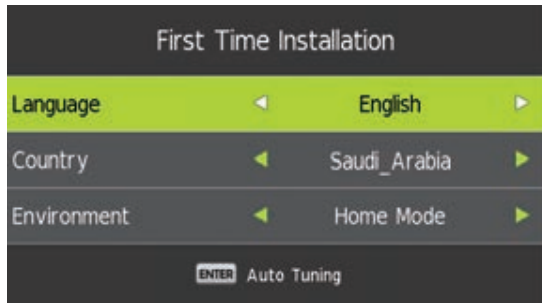 First Time Installation
Language English
Country Saudi_Arabia
Environment Home Mode
ENTER Auto Tuning